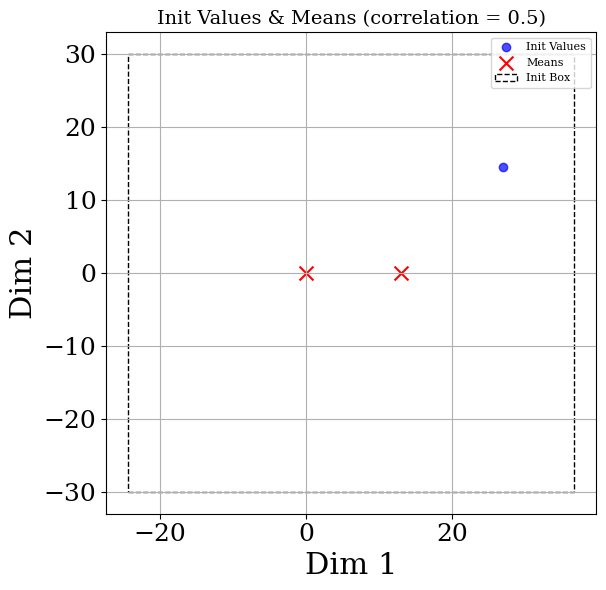 Init Values & Means (correlation = 0.5)
Init Values
Means
Init Box
30
20
10
0
−10
−20
−30
Dim 2
−20 0 20
Dim 1